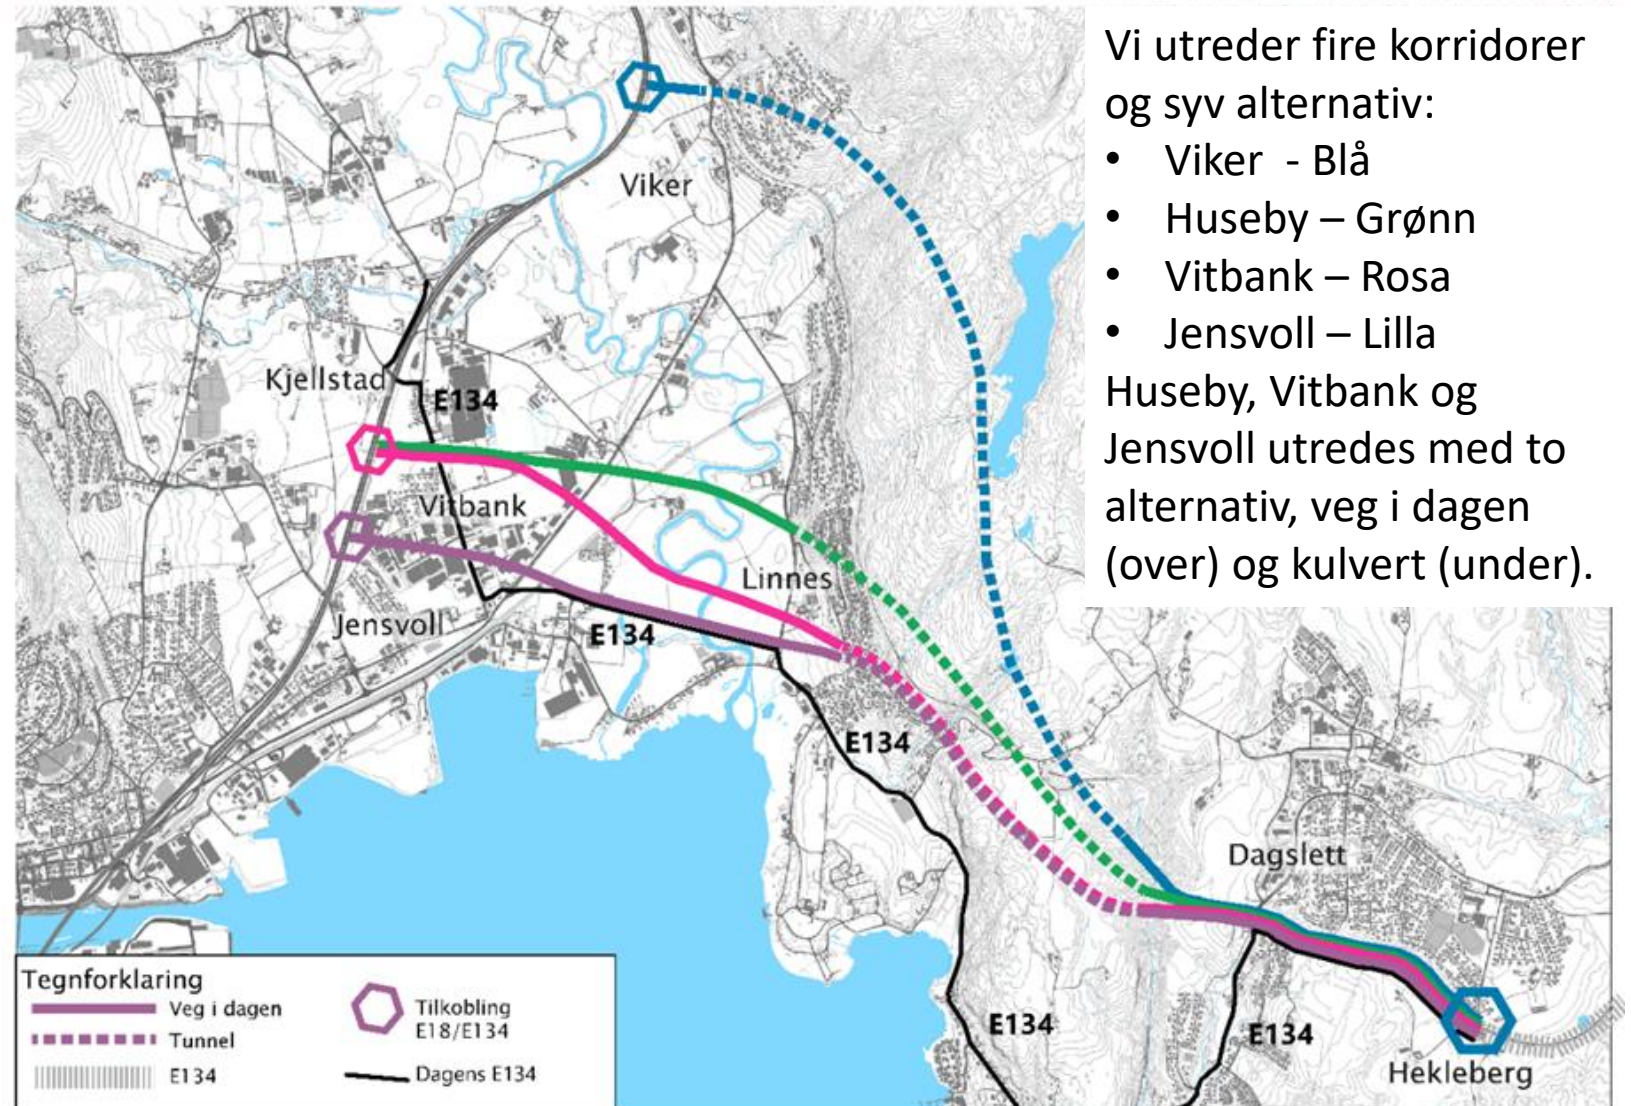 Vi utreder fire korridorer
og syv alternativ:
• Viker - Blå
• Huseby – Grønn
• Vitbank – Rosa
• Jensvoll – Lilla
Huseby, Vitbank og
Jensvoll utredes med to
alternativ, veg i dagen
(over) og kulvert (under).
Viker
Kjellstad
E134
Vitbank
Linnes
Jensvoll
E134
E134
Dagslett
E134
E134
Hekleberg
Tegnforklaring
Veg i dagen
Tunnel
E134
Tilkobling
E18/E134
Dagens E134